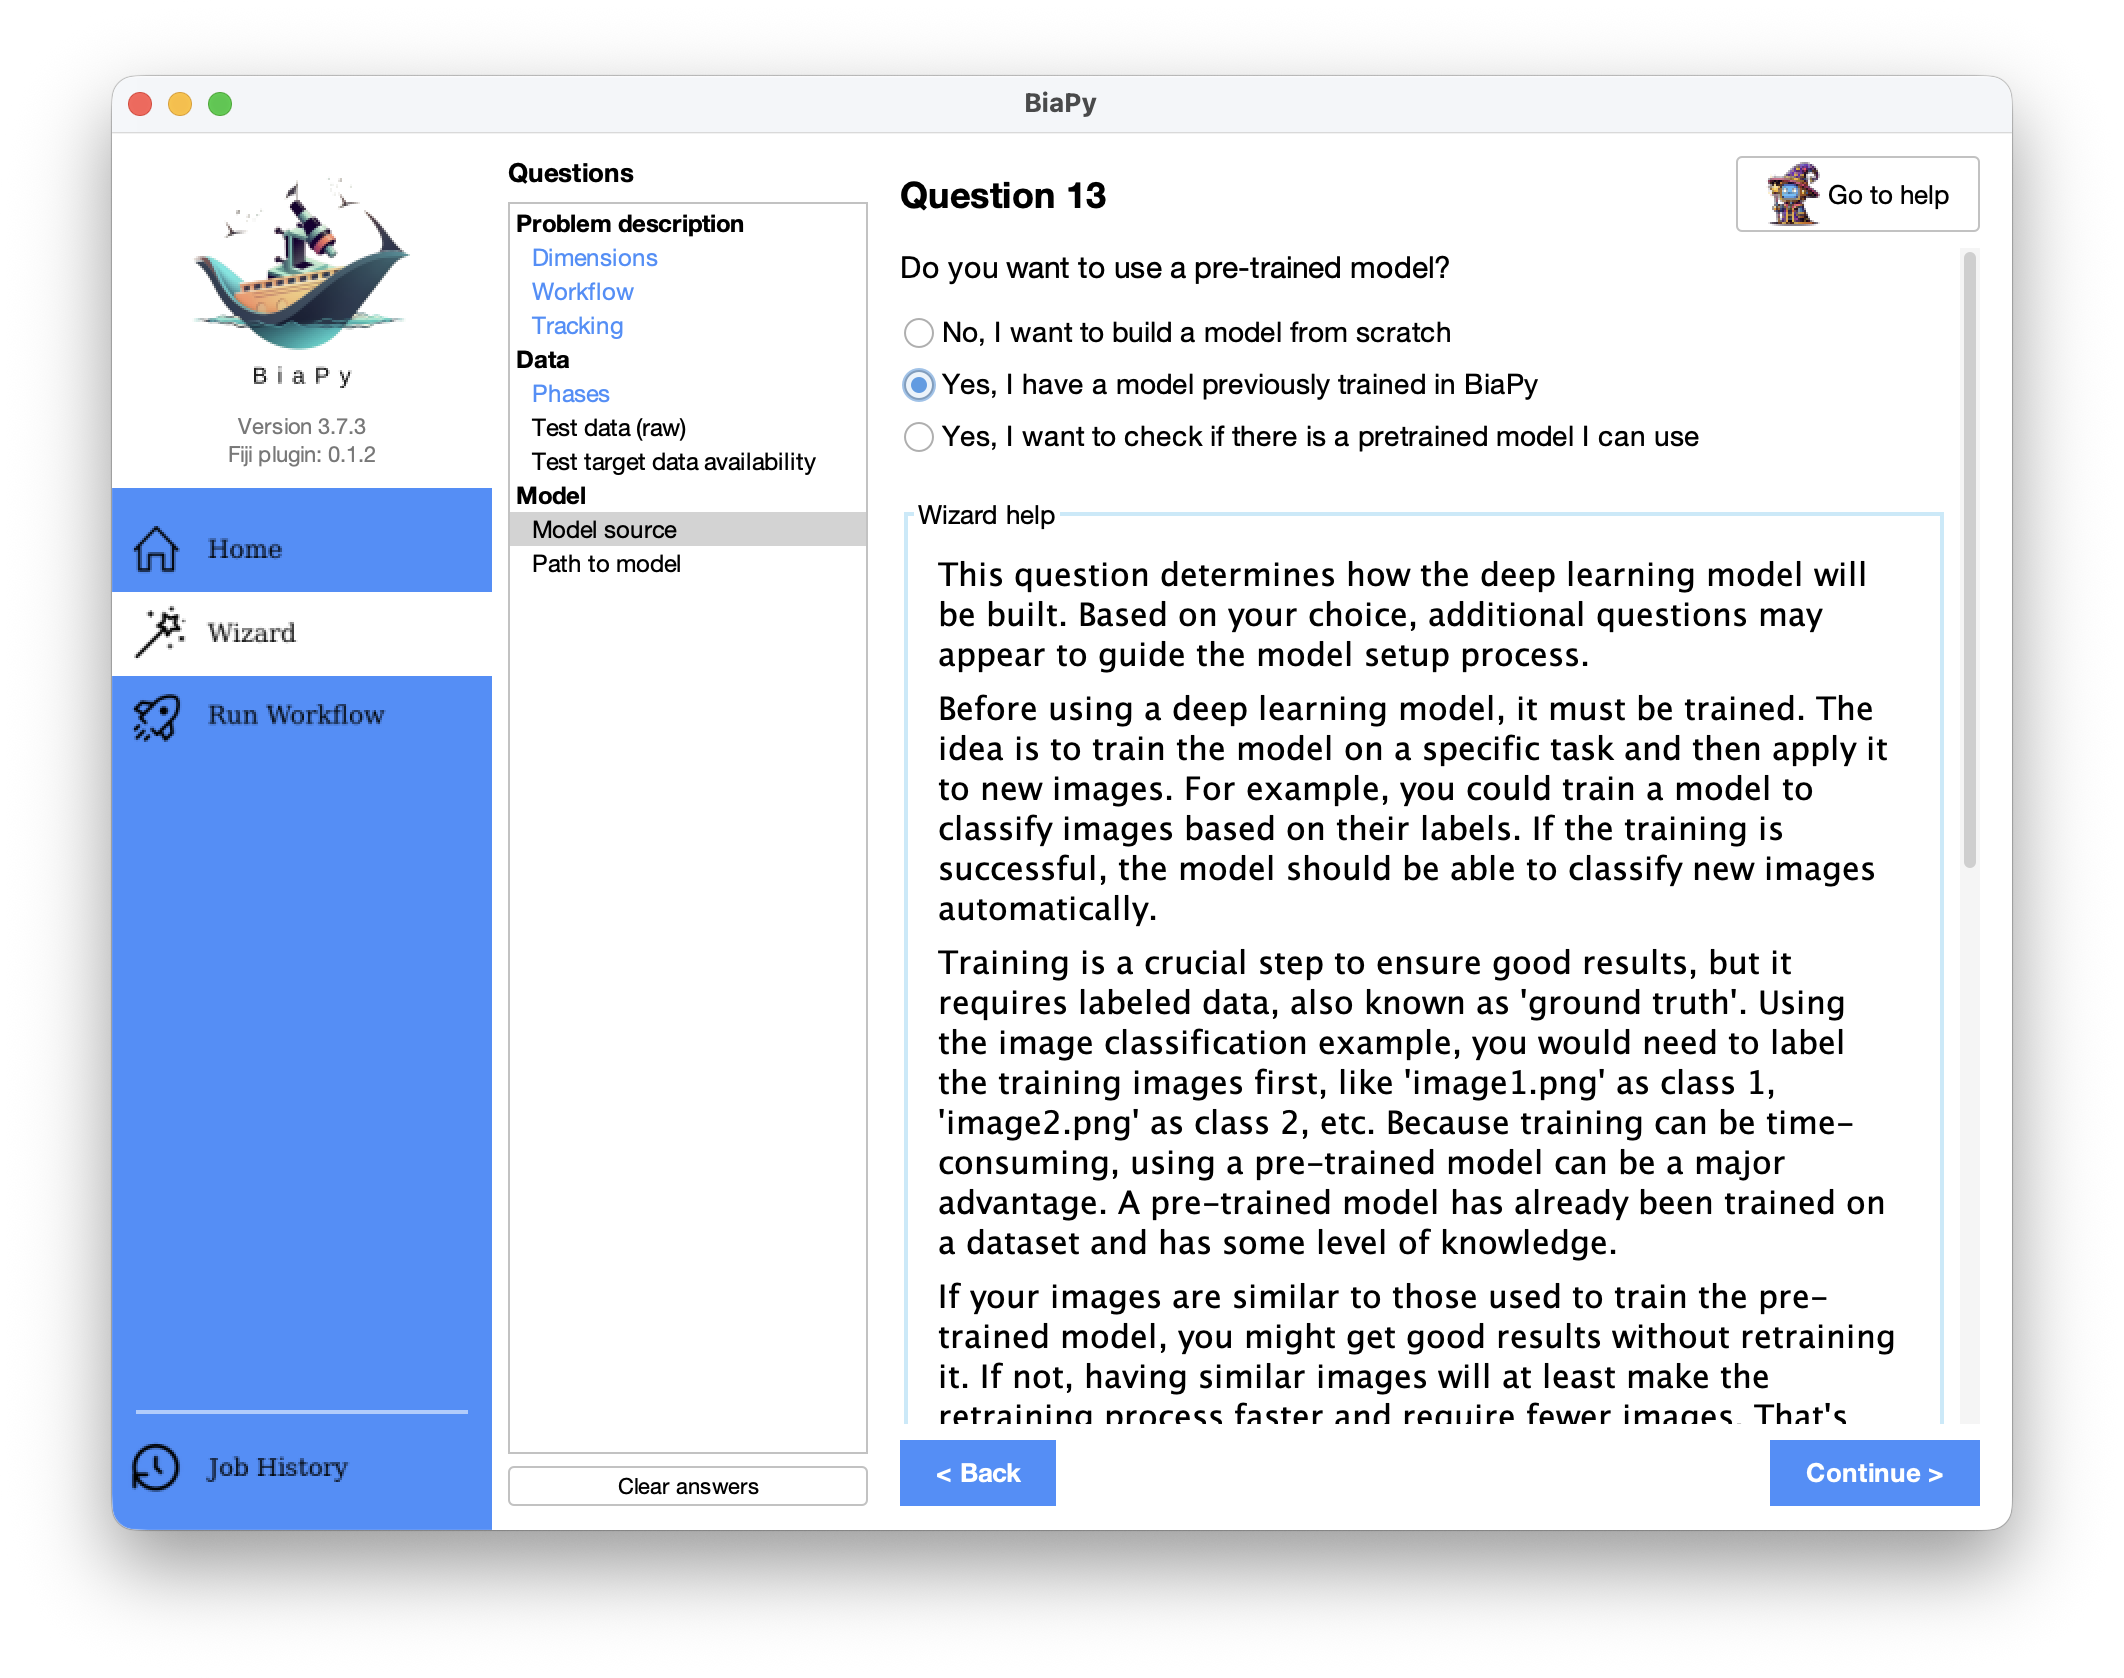 BiaPy
BiaPy
Version 3.7.3
Fiji plugin: 0.1.2
Home
Wizard
Run Workflow
Job History
Questions
Problem description
Dimensions
Workflow
Tracking
Data
Phases
Test data (raw)
Test target data availability
Model
Model source
Path to model
Clear answers
Question 13
Go to help
Do you want to use a pre-trained model?
No, I want to build a model from scratch
Yes, I have a model previously trained in BiaPy
Yes, I want to check if there is a pretrained model I can use
Wizard help
This question determines how the deep learning model will
be built. Based on your choice, additional questions may
appear to guide the model setup process.
Before using a deep learning model, it must be trained. The
idea is to train the model on a specific task and then apply it
to new images. For example, you could train a model to
classify images based on their labels. If the training is
successful, the model should be able to classify new images
automatically.
Training is a crucial step to ensure good results, but it
requires labeled data, also known as 'ground truth'. Using
the image classification example, you would need to label
the training images first, like 'image1.png' as class 1,
'image2.png' as class 2, etc. Because training can be time-
consuming, using a pre-trained model can be a major
advantage. A pre-trained model has already been trained on
a dataset and has some level of knowledge.
If your images are similar to those used to train the pre-
trained model, you might get good results without retraining
it. If not, having similar images will at least make the
retraining process faster and require fewer images. That's
< Back
Continue >